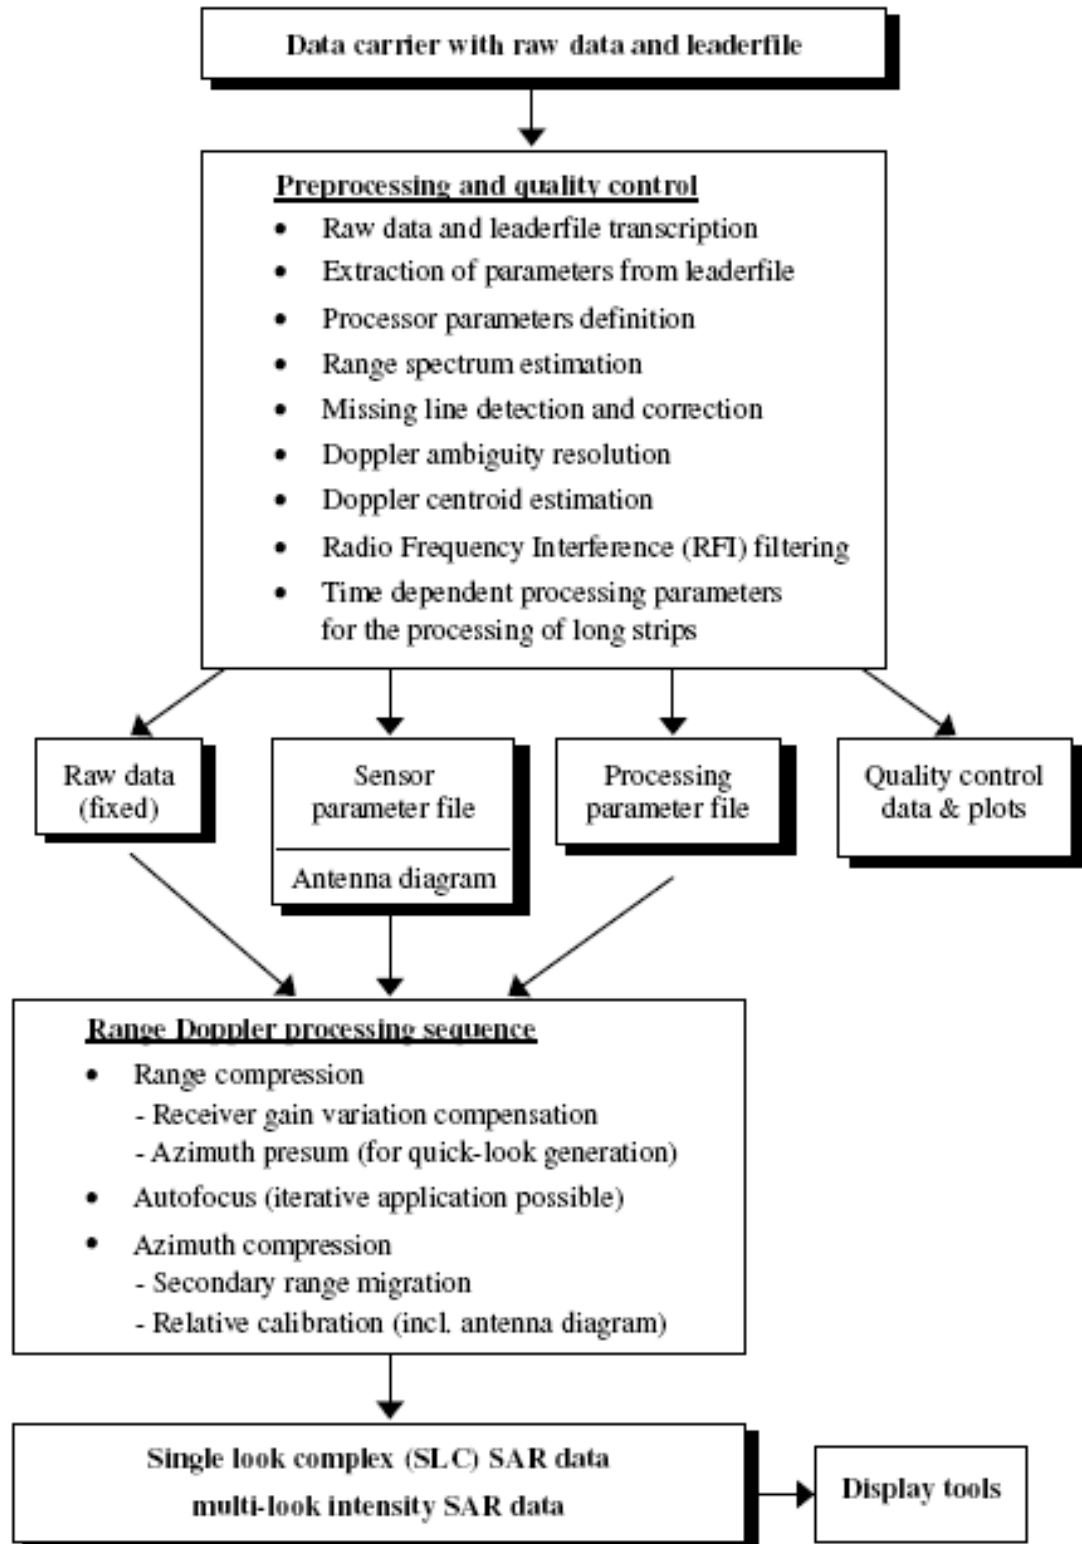 Data carrier with raw data and leaderfile
Preprocessing and quality control
• Raw data and leaderfile transcription
• Extraction of parameters from leaderfile
• Processor parameters definition
• Range spectrum estimation
• Missing line detection and correction
• Doppler ambiguity resolution
• Doppler centroid estimation
• Radio Frequency Interference (RFI) filtering
• Time dependent processing parameters
for the processing of long strips
Raw data
(fixed)
Sensor
parameter file
Antenna diagram
Processing
parameter file
Quality control
data & plots
Range Doppler processing sequence
• Range compression
- Receiver gain variation compensation
- Azimuth presum (for quick-look generation)
• Autofocus (iterative application possible)
• Azimuth compression
- Secondary range migration
- Relative calibration (incl. antenna diagram)
Single look complex (SLC) SAR data
multi-look intensity SAR data
Display tools